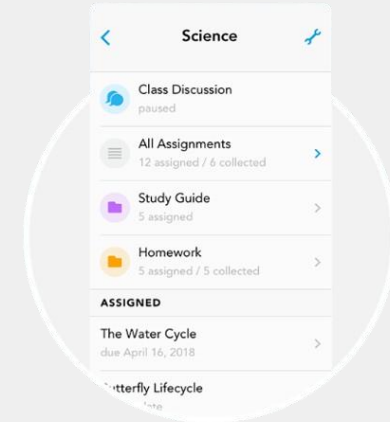 Science
Class Discussion
paused
All Assignments
12 assigned / 6 collected
Study Guide
5 assigned
Homework
5 assigned / 5 collected
ASSIGNED
The Water Cycle
due April 16, 2018
Lifecycle